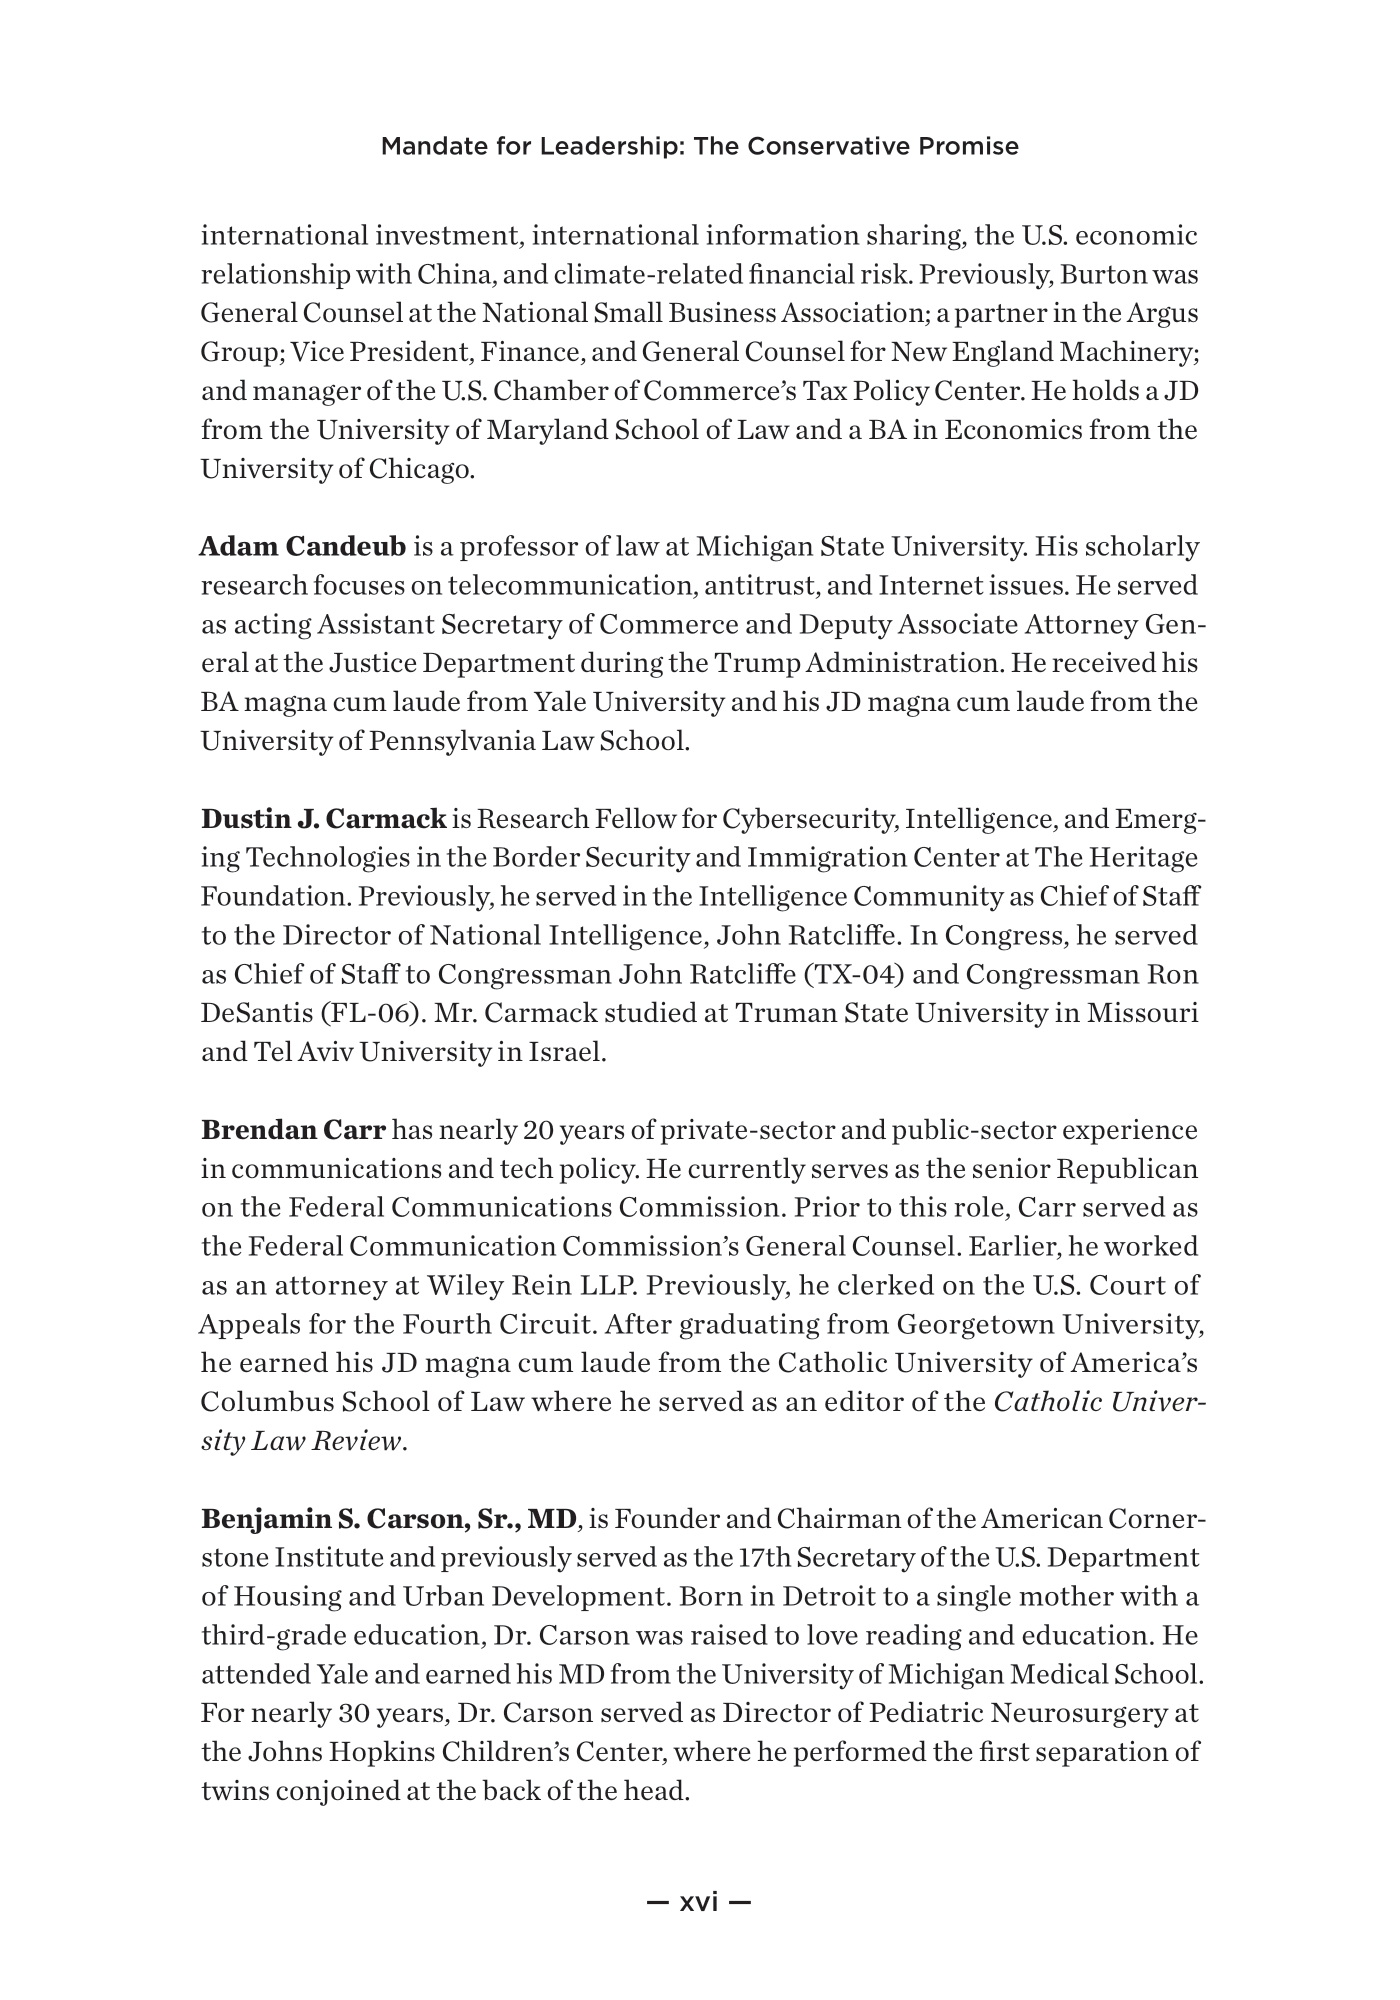 Mandate for Leadership: The Conservative Promise
international investment, international information sharing, the U.S. economic
relationship with China, and climate-related financial risk. Previously, Burton was
General Counsel at the National Small Business Association; a partner in the Argus
Group; Vice President, Finance, and General Counsel for New England Machinery;
and manager of the U.S. Chamber of Commerce’s Tax Policy Center. He holds a JD
from the University of Maryland School of Law and a BA in Economics from the
University of Chicago.
Adam Candeub is a professor of law at Michigan State University. His scholarly
research focuses on telecommunication, antitrust, and Internet issues. He served
as acting Assistant Secretary of Commerce and Deputy Associate Attorney Gen-
eral at the Justice Department during the Trump Administration. He received his
BA magna cum laude from Yale University and his JD magna cum laude from the
University of Pennsylvania Law School.
Dustin J. Carmack is Research Fellow for Cybersecurity, Intelligence, and Emerg-
ing Technologies in the Border Security and Immigration Center at The Heritage
Foundation. Previously, he served in the Intelligence Community as Chief of Staff
to the Director of National Intelligence, John Ratcliffe. In Congress, he served
as Chief of Staff to Congressman John Ratcliffe (TX-04) and Congressman Ron
DeSantis (FL-06). Mr. Carmack studied at Truman State University in Missouri
and Tel Aviv University in Israel.
Brendan Carr has nearly 20 years of private-sector and public-sector experience
in communications and tech policy. He currently serves as the senior Republican
on the Federal Communications Commission. Prior to this role, Carr served as
the Federal Communication Commission’s General Counsel. Earlier, he worked
as an attorney at Wiley Rein LLP. Previously, he clerked on the U.S. Court of
Appeals for the Fourth Circuit. After graduating from Georgetown University,
he earned his JD magna cum laude from the Catholic University of America’s
Columbus School of Law where he served as an editor of the Catholic Univer-
sity Law Review.
Benjamin S. Carson, Sr., MD, is Founder and Chairman of the American Corner-
stone Institute and previously served as the 17th Secretary of the U.S. Department
of Housing and Urban Development. Born in Detroit to a single mother with a
third-grade education, Dr. Carson was raised to love reading and education. He
attended Yale and earned his MD from the University of Michigan Medical School.
For nearly 30 years, Dr. Carson served as Director of Pediatric Neurosurgery at
the Johns Hopkins Children’s Center, where he performed the first separation of
twins conjoined at the back of the head.
— xvi —